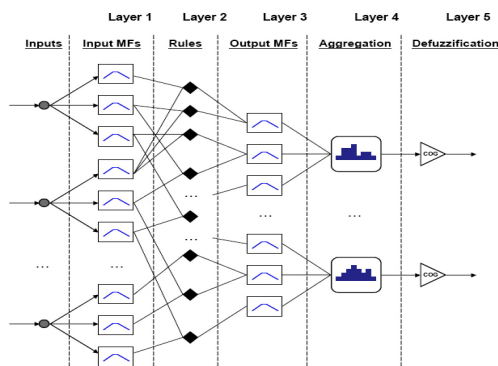 Layer 1 Layer 2 Layer 3 Layer 4 Layer 5
Inputs Input MFs Rules Output MFs Aggregation Defuzzification
COG
...
... ... ...
...
... ...
COG